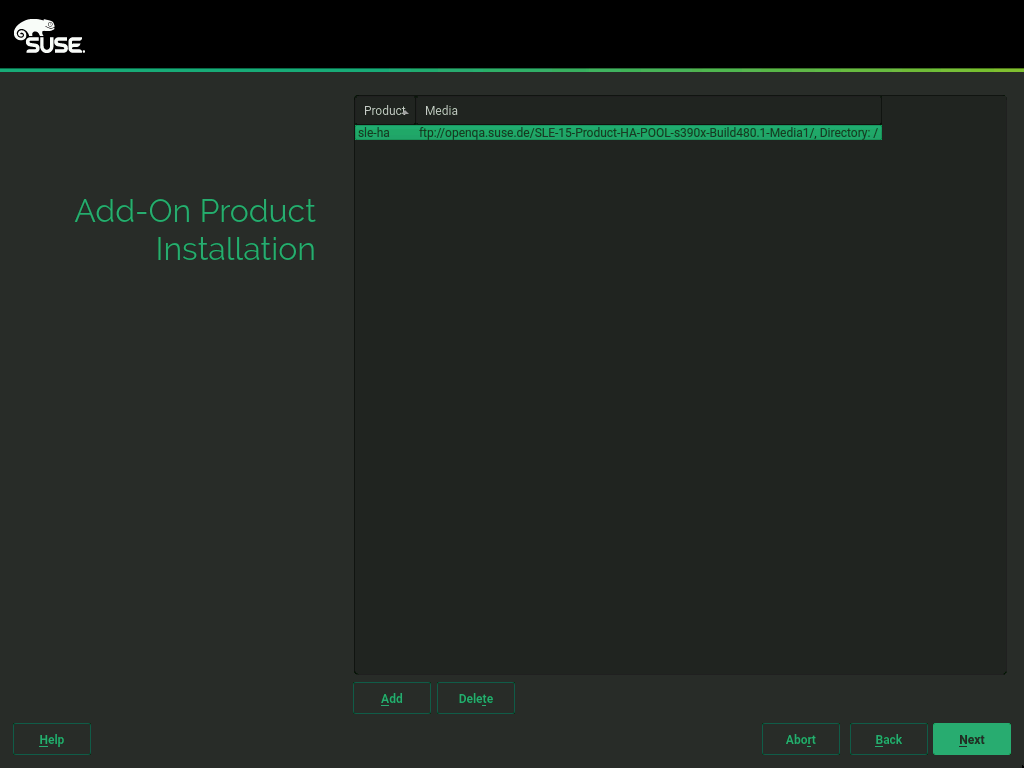 SUSE.
Add-On Product
Installation
Product Media
sle-ha ftp://openqa.suse.de/SLE-15-Product-HA-POOL-s390x-Build480.1-Media1/, Directory: /
Add Delete
Help Abort Back Next